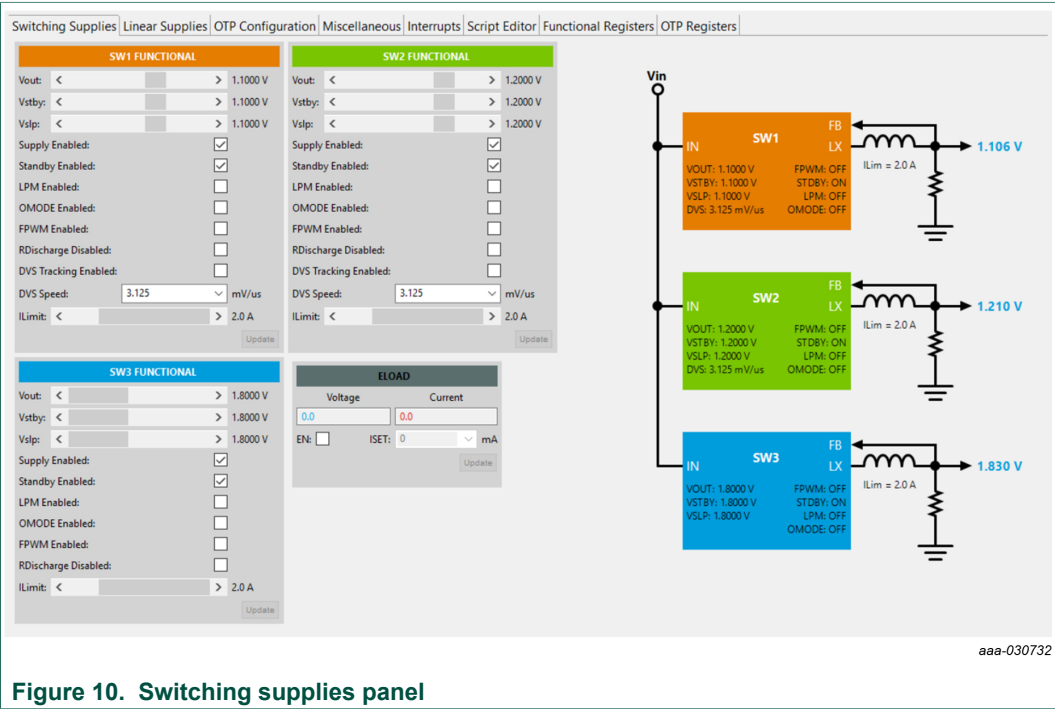 Switching Supplies Linear Supplies OTP Configuration Miscellaneous Interrupts Script Editor Functional Registers OTP Registers
SW1 FUNCTIONAL
Vout: < > 1.1000 V
Vstby: < > 1.1000 V
Vslp: < > 1.1000 V
Supply Enabled:
Standby Enabled:
LPM Enabled:
OMODE Enabled:
FPWM Enabled:
RDischarge Disabled:
DVS Tracking Enabled:
DVS Speed: 3.125 mV/us
ILimit: < > 2.0 A
Update
SW2 FUNCTIONAL
Vout: < > 1.2000 V
Vstby: < > 1.2000 V
Vslp: < > 1.2000 V
Supply Enabled:
Standby Enabled:
LPM Enabled:
OMODE Enabled:
FPWM Enabled:
RDischarge Disabled:
DVS Tracking Enabled:
DVS Speed: 3.125 mV/us
ILimit: < > 2.0 A
Update
SW3 FUNCTIONAL
Vout: < > 1.8000 V
Vstby: < > 1.8000 V
Vslp: < > 1.8000 V
Supply Enabled:
Standby Enabled:
LPM Enabled:
OMODE Enabled:
FPWM Enabled:
RDischarge Disabled:
ILimit: < > 2.0 A
Update
ELOAD
Voltage Current
0.0 0.0
EN: ISET: 0 mA
Update
Vin
SW1 FB
IN LX
VOUT: 1.1000 V FPWM: OFF
VSTBY: 1.1000 V STDBY: ON
VSLP: 1.1000 V LPM: OFF
DVS: 3.125 mV/us OMODE: OFF
ILim = 2.0 A
1.106 V
SW2 FB
IN LX
VOUT: 1.2000 V FPWM: OFF
VSTBY: 1.2000 V STDBY: ON
VSLP: 1.2000 V LPM: OFF
DVS: 3.125 mV/us OMODE: OFF
ILim = 2.0 A
1.210 V
SW3 FB
IN LX
VOUT: 1.8000 V FPWM: OFF
VSTBY: 1.8000 V STDBY: ON
VSLP: 1.8000 V LPM: OFF
OMODE: OFF
ILim = 2.0 A
1.830 V
aaa-030732
Figure 10. Switching supplies panel